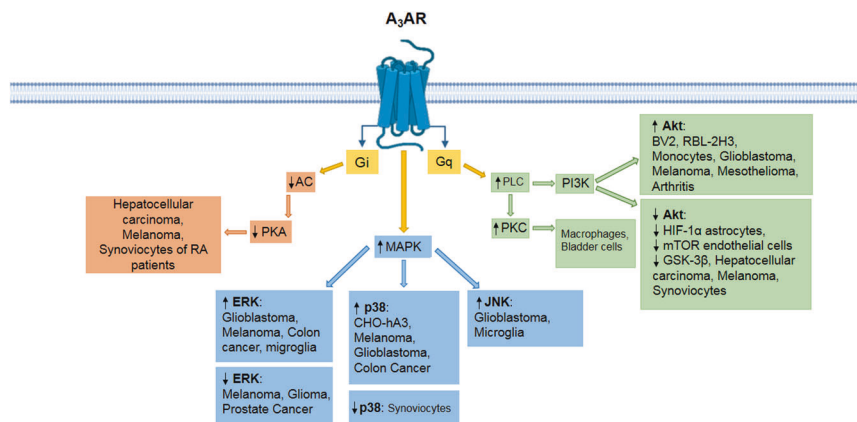 A₃AR
Gi
Gq
↓AC
↓ PKA
Hepatocellular
carcinoma,
Melanoma,
Synoviocytes of RA
patients
↑ PLC
PI3K
↑ PKC
Macrophages,
Bladder cells
↑ Akt:
BV2, RBL-2H3,
Monocytes, Glioblastoma,
Melanoma, Mesothelioma,
Arthritis
↓ Akt:
↓ HIF-1α astrocytes,
↓ mTOR endothelial cells
↓ GSK-3β, Hepatocellular
carcinoma, Melanoma,
Synoviocytes
↑ MAPK
↑ ERK:
Glioblastoma,
Melanoma, Colon
cancer, migroglia
↓ ERK:
Melanoma, Glioma,
Prostate Cancer
↑ p38:
CHO-hA3,
Melanoma,
Glioblastoma,
Colon Cancer
↓p38: Synoviocytes
↑ JNK:
Glioblastoma,
Microglia